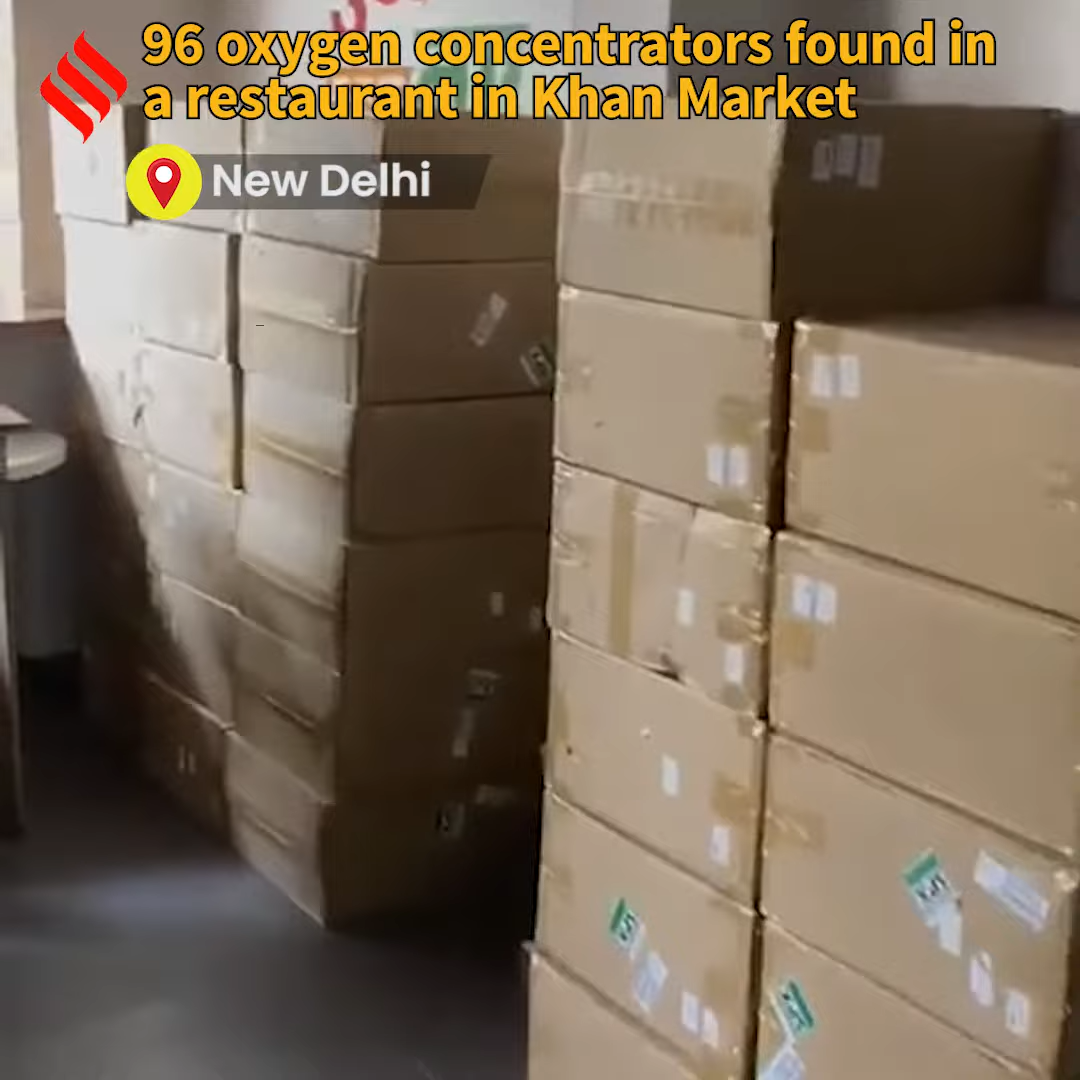 96 oxygen concentrators found in
a restaurant in Khan Market
New Delhi